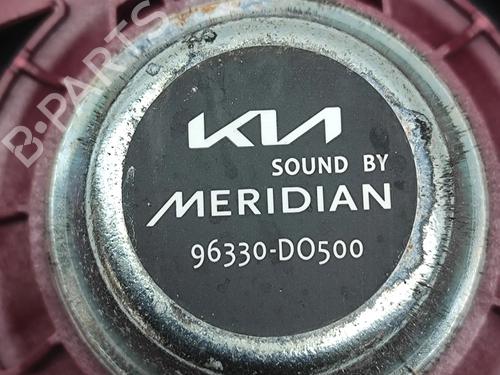 B-PARTS
KIA
SOUND BY
MERIDIAN
96330-DO500